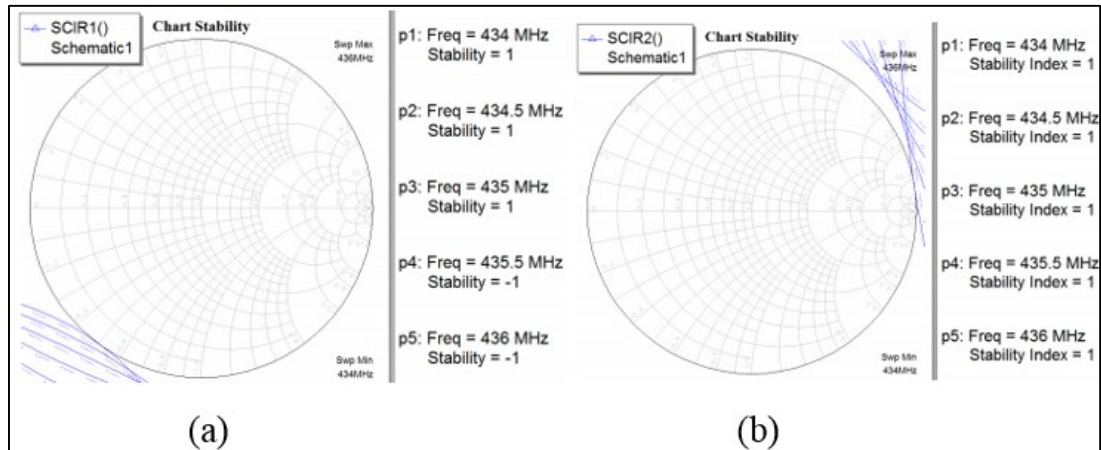 SCIR1()
Schematic1
Chart Stability
Swp Max
436MHz
p1: Freq = 434 MHz
Stability = 1
p2: Freq = 434.5 MHz
Stability = 1
p3: Freq = 435 MHz
Stability = 1
p4: Freq = 435.5 MHz
Stability = -1
p5: Freq = 436 MHz
Stability = -1
Swp Min
434MHz
(a)
SCIR2()
Schematic1
Chart Stability
Swp Max
436MHz
p1: Freq = 434 MHz
Stability Index = 1
p2: Freq = 434.5 MHz
Stability Index = 1
p3: Freq = 435 MHz
Stability Index = 1
p4: Freq = 435.5 MHz
Stability Index = 1
p5: Freq = 436 MHz
Stability Index = 1
Swp Min
434MHz
(b)